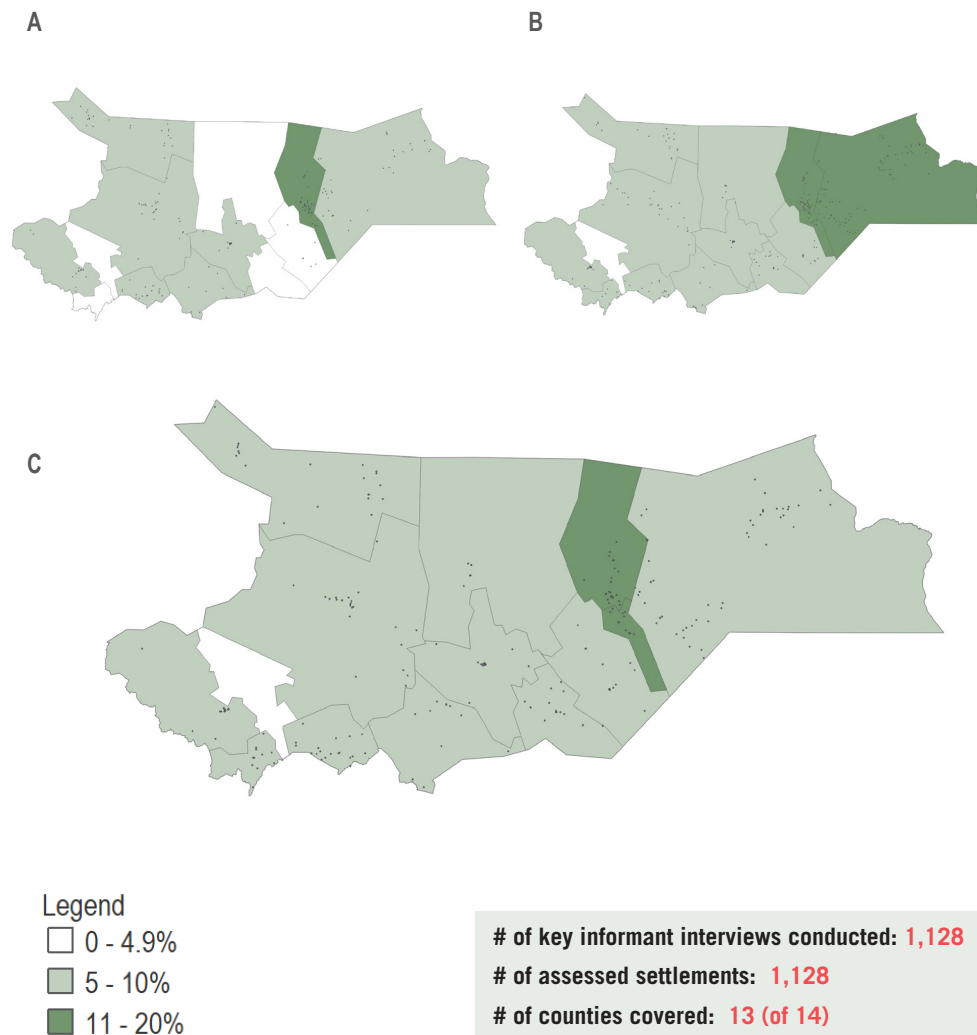 A
B
C
Legend
0 - 4.9%
5 - 10%
11 - 20%
# of key informant interviews conducted: 1,128
# of assessed settlements: 1,128
# of counties covered: 13 (of 14)